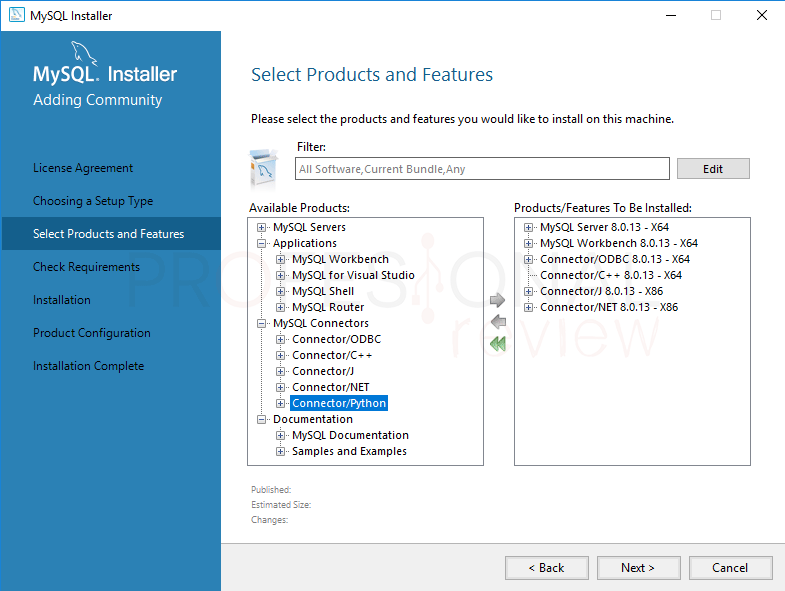 MySQL Installer
MySQL. Installer
Adding Community
License Agreement
Choosing a Setup Type
Select Products and Features
Check Requirements
Installation
Product Configuration
Installation Complete
Select Products and Features
Please select the products and features you would like to install on this machine.
Filter:
All Software,Current Bundle,Any
Edit
Available Products:
MySQL Servers
Applications
MySQL Workbench
MySQL for Visual Studio
MySQL Shell
MySQL Router
MySQL Connectors
Connector/ODBC
Connector/C++
Connector/J
Connector/NET
Connector/Python
Documentation
MySQL Documentation
Samples and Examples
Products/Features To Be Installed:
MySQL Server 8.0.13 - X64
MySQL Workbench 8.0.13 - X64
Connector/ODBC 8.0.13 - X64
Connector/C++ 8.0.13 - X64
Connector/J 8.0.13 - X86
Connector/NET 8.0.13 - X86
Published:
Estimated Size:
Changes:
< Back
Next >
Cancel
review